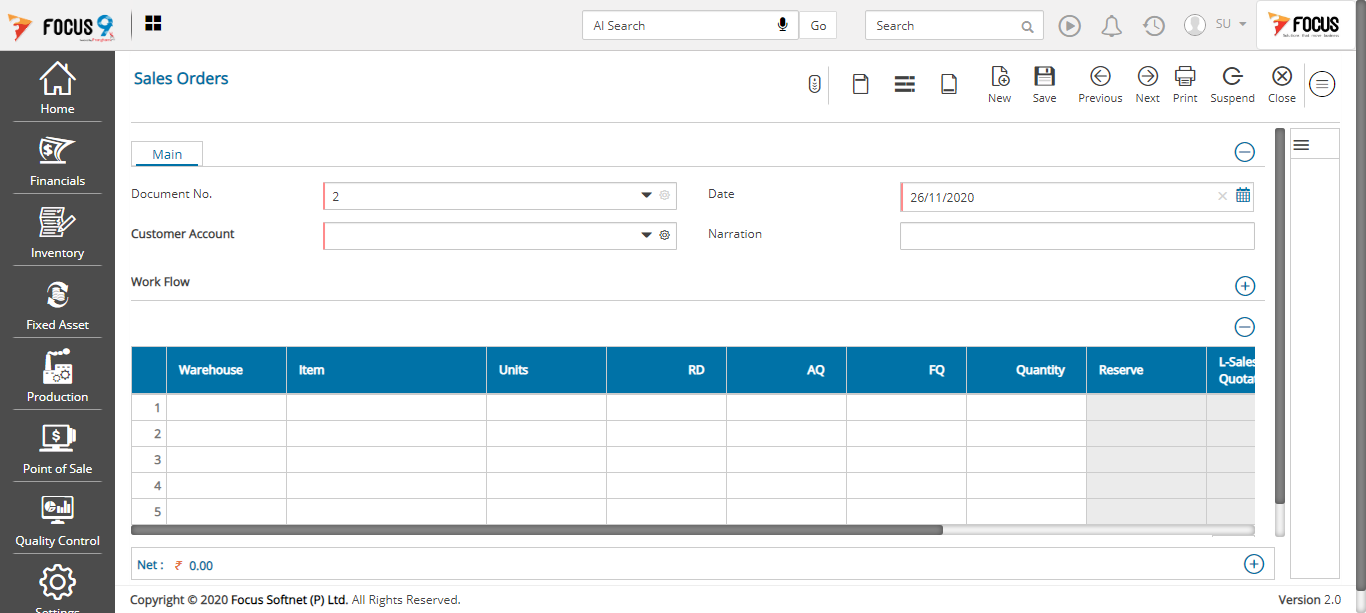 FOCUS 9
AI Search
Go
Search
SU
FOCUS
Home
Financials
Inventory
Fixed Asset
Production
Point of Sale
Quality Control
Settings
Sales Orders
New
Save
Previous
Next
Print
Suspend
Close
Main
Document No.
2
Date
26/11/2020
Customer Account
Narration
Work Flow
Warehouse
Item
Units
RD
AQ
FQ
Quantity
Reserve
L-Sales
1
2
3
4
5
Net : ₹ 0.00
Copyright © 2020 Focus Softnet (P) Ltd. All Rights Reserved.
Version 2.0